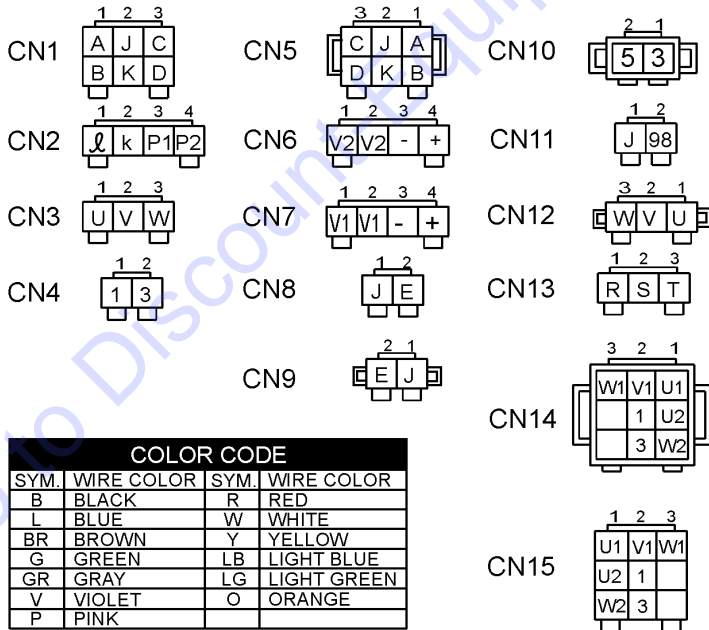 CN1
1 2 3
A J C
B K D
CN2
1 2 3 4
ℓ k P1 P2
CN3
1 2 3
U V W
CN4
1 2
1 3
CN5
3 2 1
C J A
D K B
CN6
1 2 3 4
V2 V2 - +
CN7
1 2 3 4
V1 V1 - +
CN8
1 2
J E
CN9
2 1
E J
CN10
2 1
5 3
CN11
1 2
J 98
CN12
3 2 1
W V U
CN13
1 2 3
R S T
CN14
3 2 1
W1 V1 U1
1 U2
3 W2
CN15
1 2 3
U1 V1 W1
U2 1
W2 3
COLOR CODE
SYM. WIRE COLOR SYM. WIRE COLOR
B BLACK R RED
L BLUE W WHITE
BR BROWN Y YELLOW
G GREEN LB LIGHT BLUE
GR GRAY LG LIGHT GREEN
V VIOLET O ORANGE
P PINK
to Discount-Equip